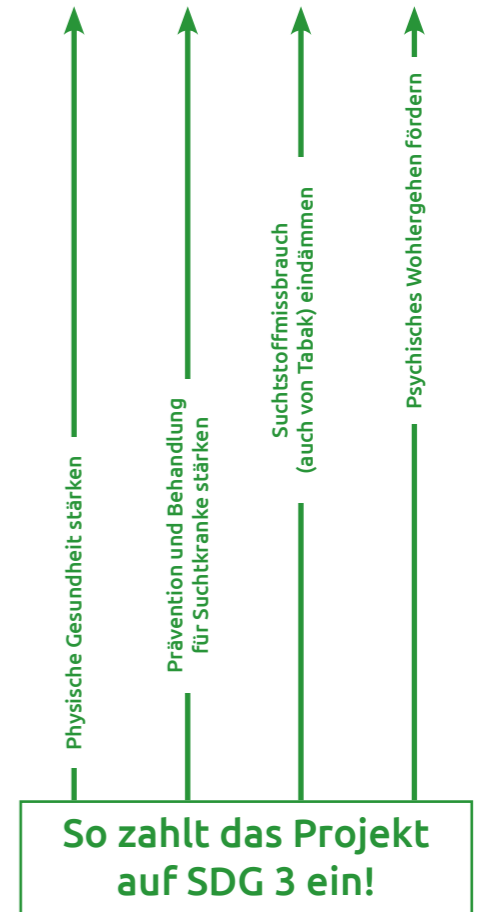 Physische Gesundheit stärken
Prävention und Behandlung
für Suchtkranke stärken
Suchtstoffmissbrauch
(auch von Tabak) eindämmen
Psychisches Wohlergehen fördern
So zahlt das Projekt
auf SDG 3 ein!